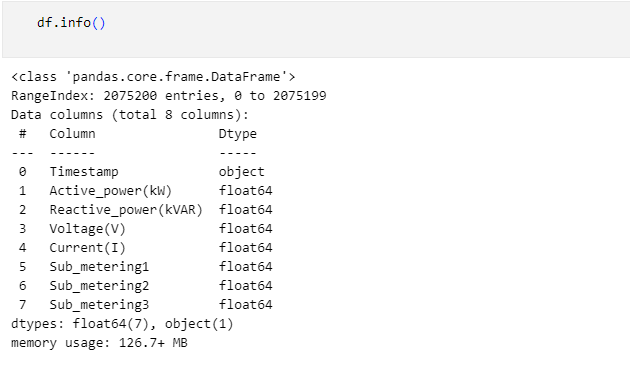 df.info()
<class 'pandas.core.frame.DataFrame'>
RangeIndex: 2075200 entries, 0 to 2075199
Data columns (total 8 columns):
 #   Column               Dtype
---  ------               -----
 0   Timestamp            object
 1   Active_power(kW)     float64
 2   Reactive_power(kVAR) float64
 3   Voltage(V)           float64
 4   Current(I)           float64
 5   Sub_metering1        float64
 6   Sub_metering2        float64
 7   Sub_metering3        float64
dtypes: float64(7), object(1)
memory usage: 126.7+ MB